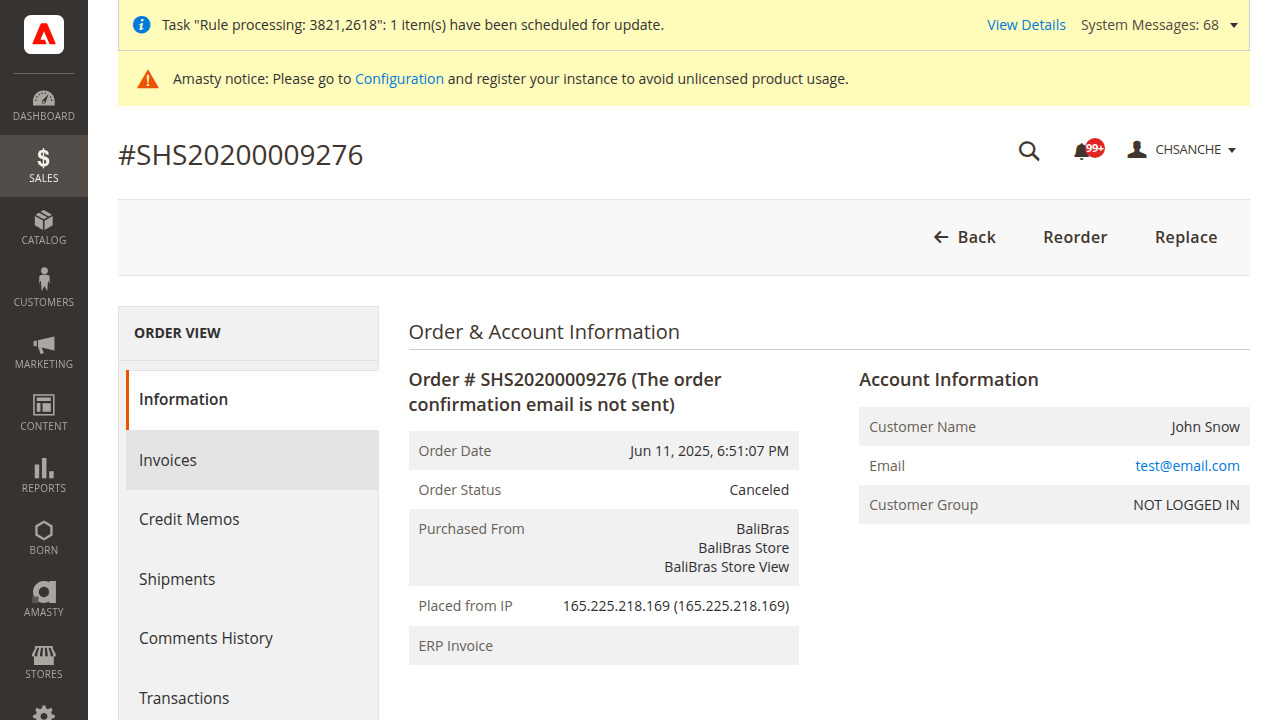 Task "Rule processing: 3821,2618": 1 item(s) have been scheduled for update.
View Details
System Messages: 68
Amasty notice: Please go to Configuration and register your instance to avoid unlicensed product usage.
#SHS20200009276
99+
CHSANCHE
Back
Reorder
Replace
DASHBOARD
SALES
CATALOG
CUSTOMERS
MARKETING
CONTENT
REPORTS
BORN
AMASTY
STORES
ORDER VIEW
Information
Invoices
Credit Memos
Shipments
Comments History
Transactions
Order & Account Information
Order # SHS20200009276 (The order
confirmation email is not sent)
Order Date Jun 11, 2025, 6:51:07 PM
Order Status Canceled
Purchased From BaliBras
BaliBras Store
BaliBras Store View
Placed from IP 165.225.218.169 (165.225.218.169)
ERP Invoice
Account Information
Customer Name John Snow
Email test@email.com
Customer Group NOT LOGGED IN